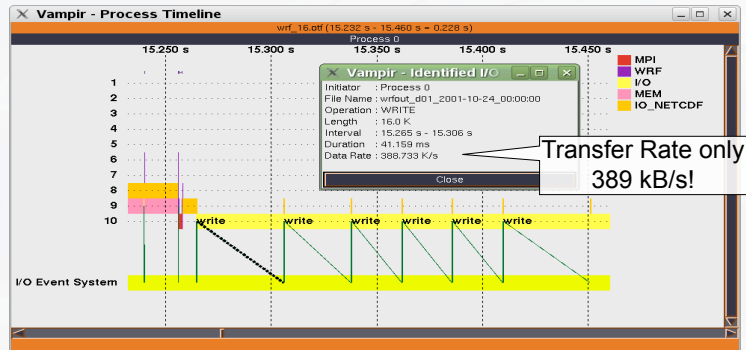 Vampir - Process Timeline
wrf_16.otf (15.232 s - 15.460 s = 0.228 s)
Process 0
15.250 s 15.300 s 15.350 s 15.400 s 15.450 s
MPI
WRF
I/O
MEM
IO_NETCDF
1
2
3
4
5
6
7
8
9
10
I/O Event System
write write write write write write
Vampir - Identified I/O
Initiator : Process 0
File Name : wrfout_d01_2001-10-24_00:00:00
Operation : WRITE
Length : 16.0 K
Interval : 15.265 s - 15.306 s
Duration : 41.159 ms
Data Rate : 388.733 K/s
Close
Transfer Rate only
389 kB/s!